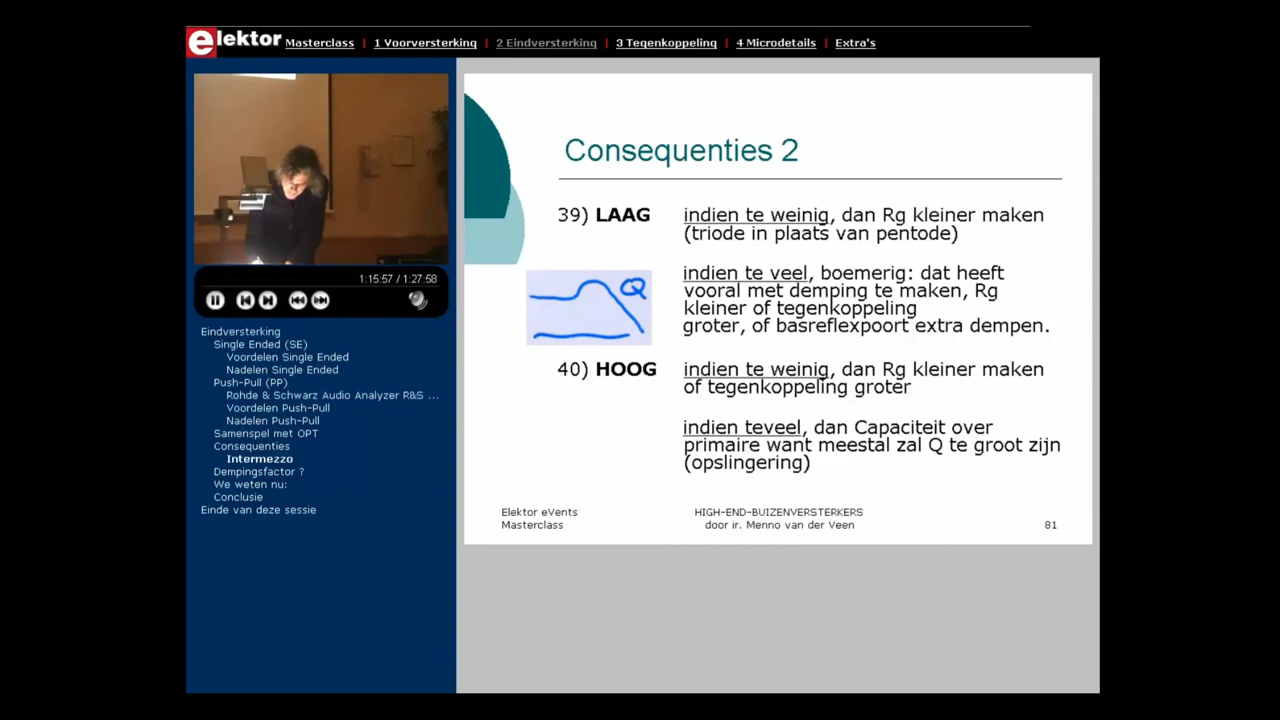 elektor Masterclass | 1 Voorversterking | 2 Eindversterking | 3 Tegenkoppeling | 4 Microdetails | Extra's
1:15:57 / 1:27:58
Eindversterking
Single Ended (SE)
Voordelen Single Ended
Nadelen Single Ended
Push-Pull (PP)
Rohde & Schwarz Audio Analyzer R&S ...
Voordelen Push-Pull
Nadelen Push-Pull
Samenspel met OPT
Consequenties
Intermezzo
Dempingsfactor ?
We weten nu:
Conclusie
Einde van deze sessie
Consequenties 2
39) LAAG indien te weinig, dan Rg kleiner maken
(triode in plaats van pentode)
indien te veel, boemerig: dat heeft
vooral met demping te maken, Rg
kleiner of tegenkoppeling
groter, of basreflexpoort extra dempen.
Q
40) HOOG indien te weinig, dan Rg kleiner maken
of tegenkoppeling groter
indien teveel, dan Capaciteit over
primaire want meestal zal Q te groot zijn
(opslingering)
Elektor eVents
Masterclass
HIGH-END-BUIZENVERSTERKERS
door ir. Menno van der Veen
81